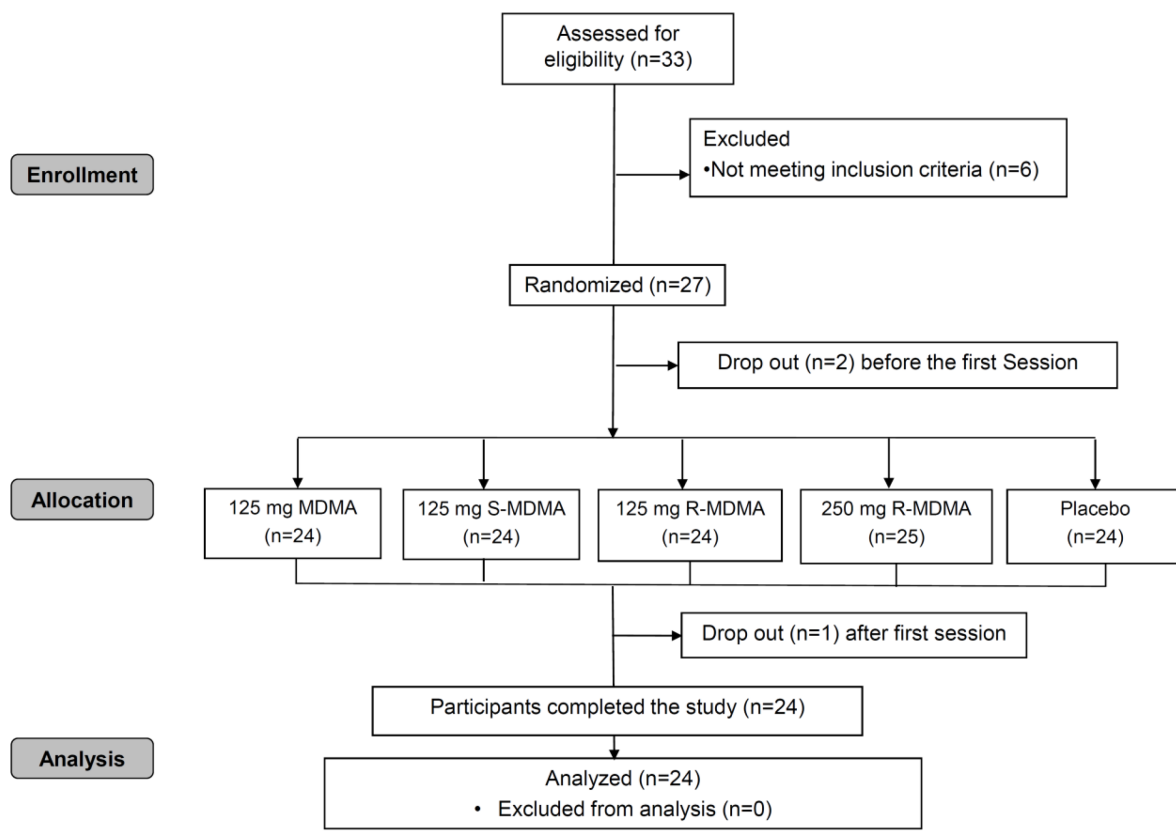 Assessed for
eligibility (n=33)
Enrollment
Excluded
•Not meeting inclusion criteria (n=6)
Randomized (n=27)
Drop out (n=2) before the first Session
Allocation
125 mg MDMA
(n=24)
125 mg S-MDMA
(n=24)
125 mg R-MDMA
(n=24)
250 mg R-MDMA
(n=25)
Placebo
(n=24)
Drop out (n=1) after first session
Participants completed the study (n=24)
Analysis
Analyzed (n=24)
• Excluded from analysis (n=0)